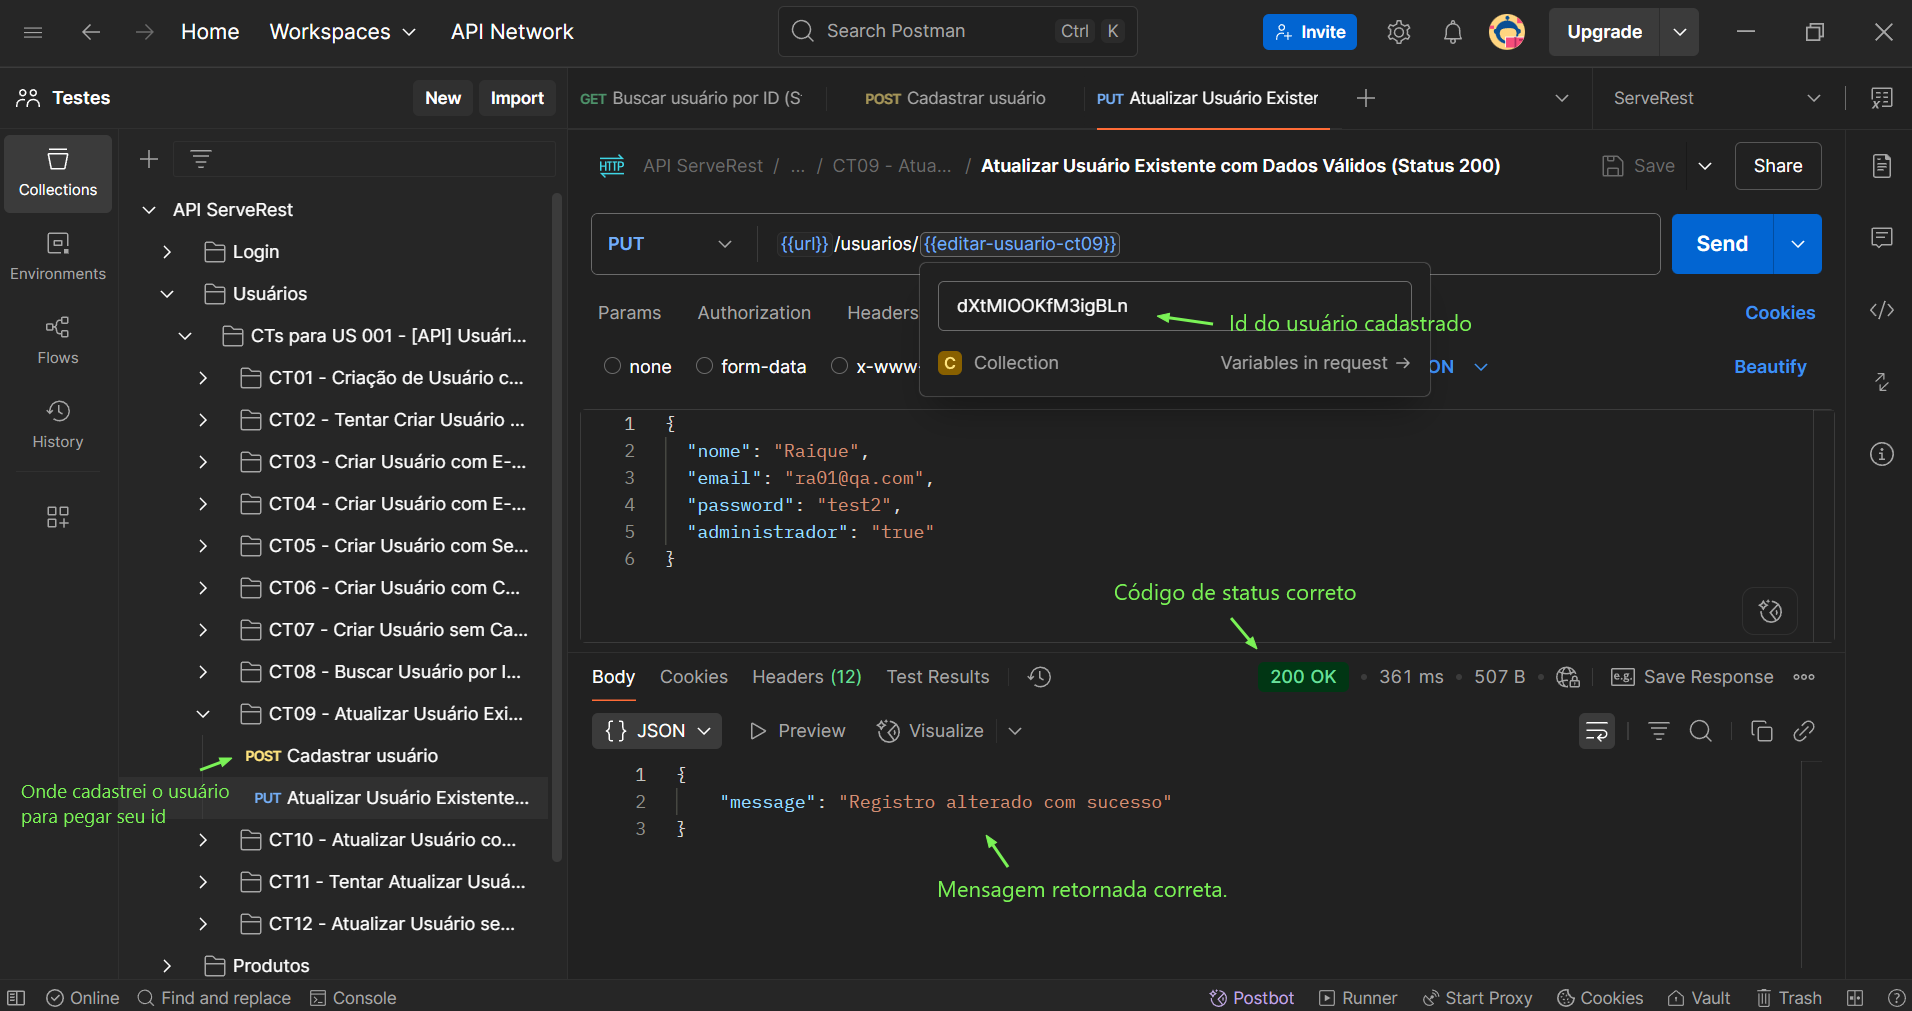 Home
Workspaces
API Network
Search Postman
Ctrl K
Invite
Upgrade
Testes
New
Import
GET Buscar usuário por ID (S
POST Cadastrar usuário
PUT Atualizar Usuário Exister
ServeRest
Collections
Environments
Flows
History
API ServeRest
Login
Usuários
CTs para US 001 - [API] Usuári...
CT01 - Criação de Usuário c...
CT02 - Tentar Criar Usuário ...
CT03 - Criar Usuário com E-...
CT04 - Criar Usuário com E-...
CT05 - Criar Usuário com Se...
CT06 - Criar Usuário com C...
CT07 - Criar Usuário sem Ca...
CT08 - Buscar Usuário por I...
CT09 - Atualizar Usuário Exi...
POST Cadastrar usuário
PUT Atualizar Usuário Existente...
Onde cadastrei o usuário
para pegar seu id
CT10 - Atualizar Usuário co...
CT11 - Tentar Atualizar Usuá...
CT12 - Atualizar Usuário se...
Produtos
HTTP API ServeRest / ... / CT09 - Atua... / Atualizar Usuário Existente com Dados Válidos (Status 200)
Save
Share
PUT
{{url}} /usuarios/ {{editar-usuario-ct09}}
Send
dXtMIOOKfM3igBLn
Id do usuário cadastrado
C Collection
Variables in request →
Params
Authorization
Headers
Cookies
none
form-data
x-www-
ON
Beautify
1 {
2 "nome": "Raique",
3 "email": "ra01@qa.com",
4 "password": "test2",
5 "administrador": "true"
6 }
Código de status correto
Body
Cookies
Headers (12)
Test Results
200 OK • 361 ms • 507 B •
e.g. Save Response
{} JSON
Preview
Visualize
1 {
2 "message": "Registro alterado com sucesso"
3 }
Mensagem retornada correta.
Online
Find and replace
Console
Postbot
Runner
Start Proxy
Cookies
Vault
Trash